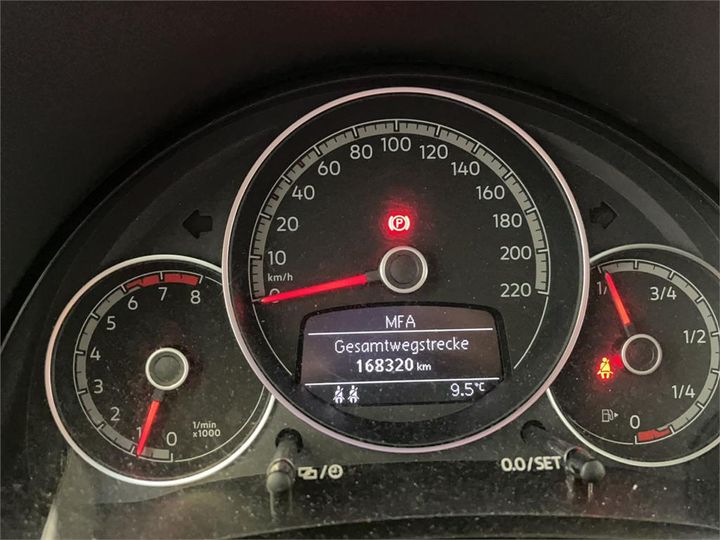 0 10 20 40 60 80 100 120 140 160 180 200 220
km/h
P
MFA
Gesamtwegstrecke
168320 km
9.5°C
0 1 2 3 4 5 6 7 8
1/min
x1000
0 1/4 1/2 3/4
0.0/SET